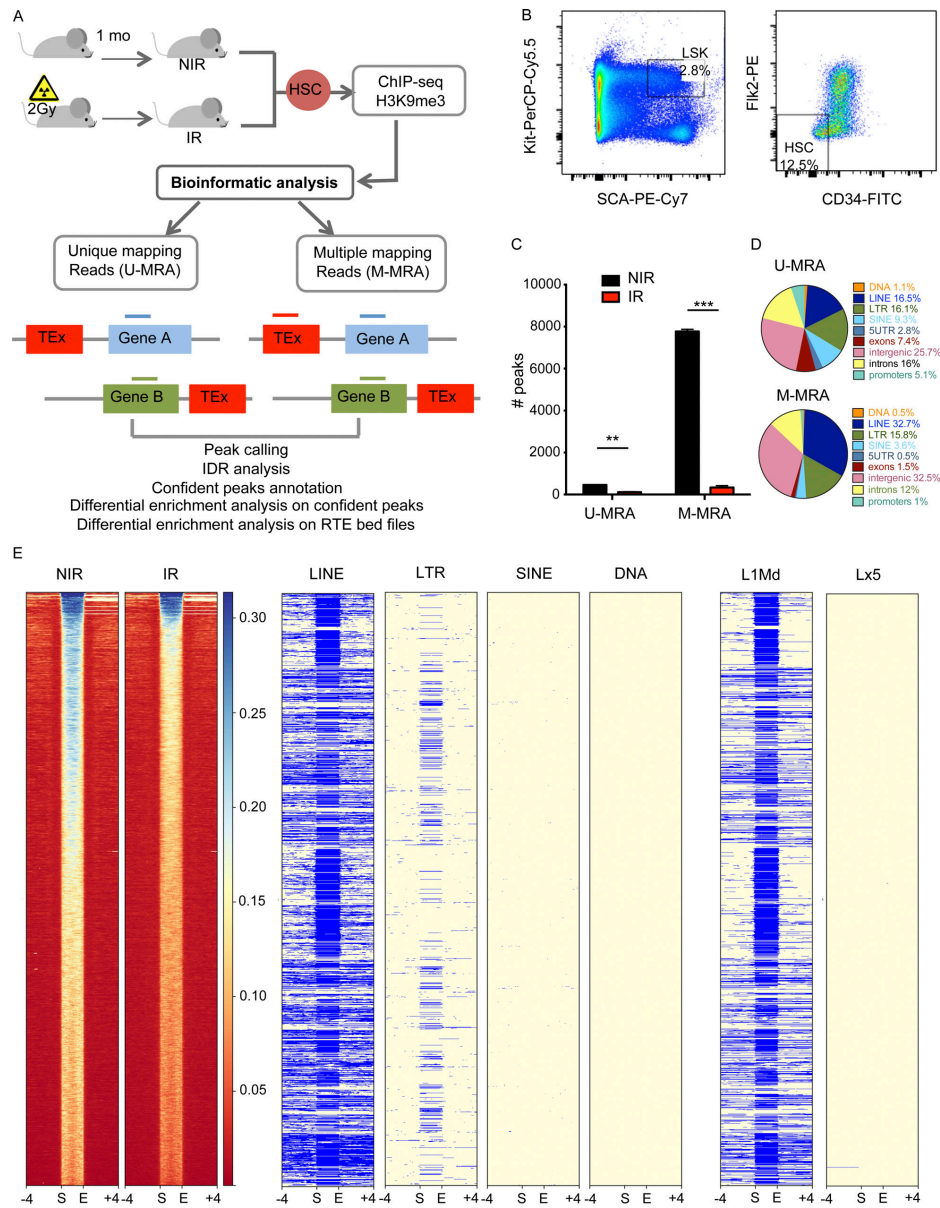 A
1 mo
NIR
2Gy
IR
HSC
ChIP-seq
H3K9me3
Bioinformatic analysis
Unique mapping
Reads (U-MRA)
Multiple mapping
Reads (M-MRA)
TEx
Gene A
TEx
Gene A
Gene B
TEx
Gene B
TEx
Peak calling
IDR analysis
Confident peaks annotation
Differential enrichment analysis on confident peaks
Differential enrichment analysis on RTE bed files
B
Kit-PerCP-Cy5.5
LSK
2.8%
SCA-PE-Cy7
Flk2-PE
HSC
12.5%
CD34-FITC
C
# peaks
10000
8000
6000
4000
2000
0
NIR
IR
**
***
U-MRA
M-MRA
D
U-MRA
DNA 1.1%
LINE 16.5%
LTR 16.1%
SINE 9.3%
5UTR 2.8%
exons 7.4%
intergenic 25.7%
introns 16%
promoters 5.1%
M-MRA
DNA 0.5%
LINE 32.7%
LTR 15.8%
SINE 3.6%
5UTR 0.5%
exons 1.5%
intergenic 32.5%
introns 12%
promoters 1%
E
NIR
IR
LINE
LTR
SINE
DNA
L1Md
Lx5
0.30
0.25
0.20
0.15
0.10
0.05
-4 S E +4
S E +4
-4 S E +4
S E +4
S E
S E +4
-4 S E +4
S E +4